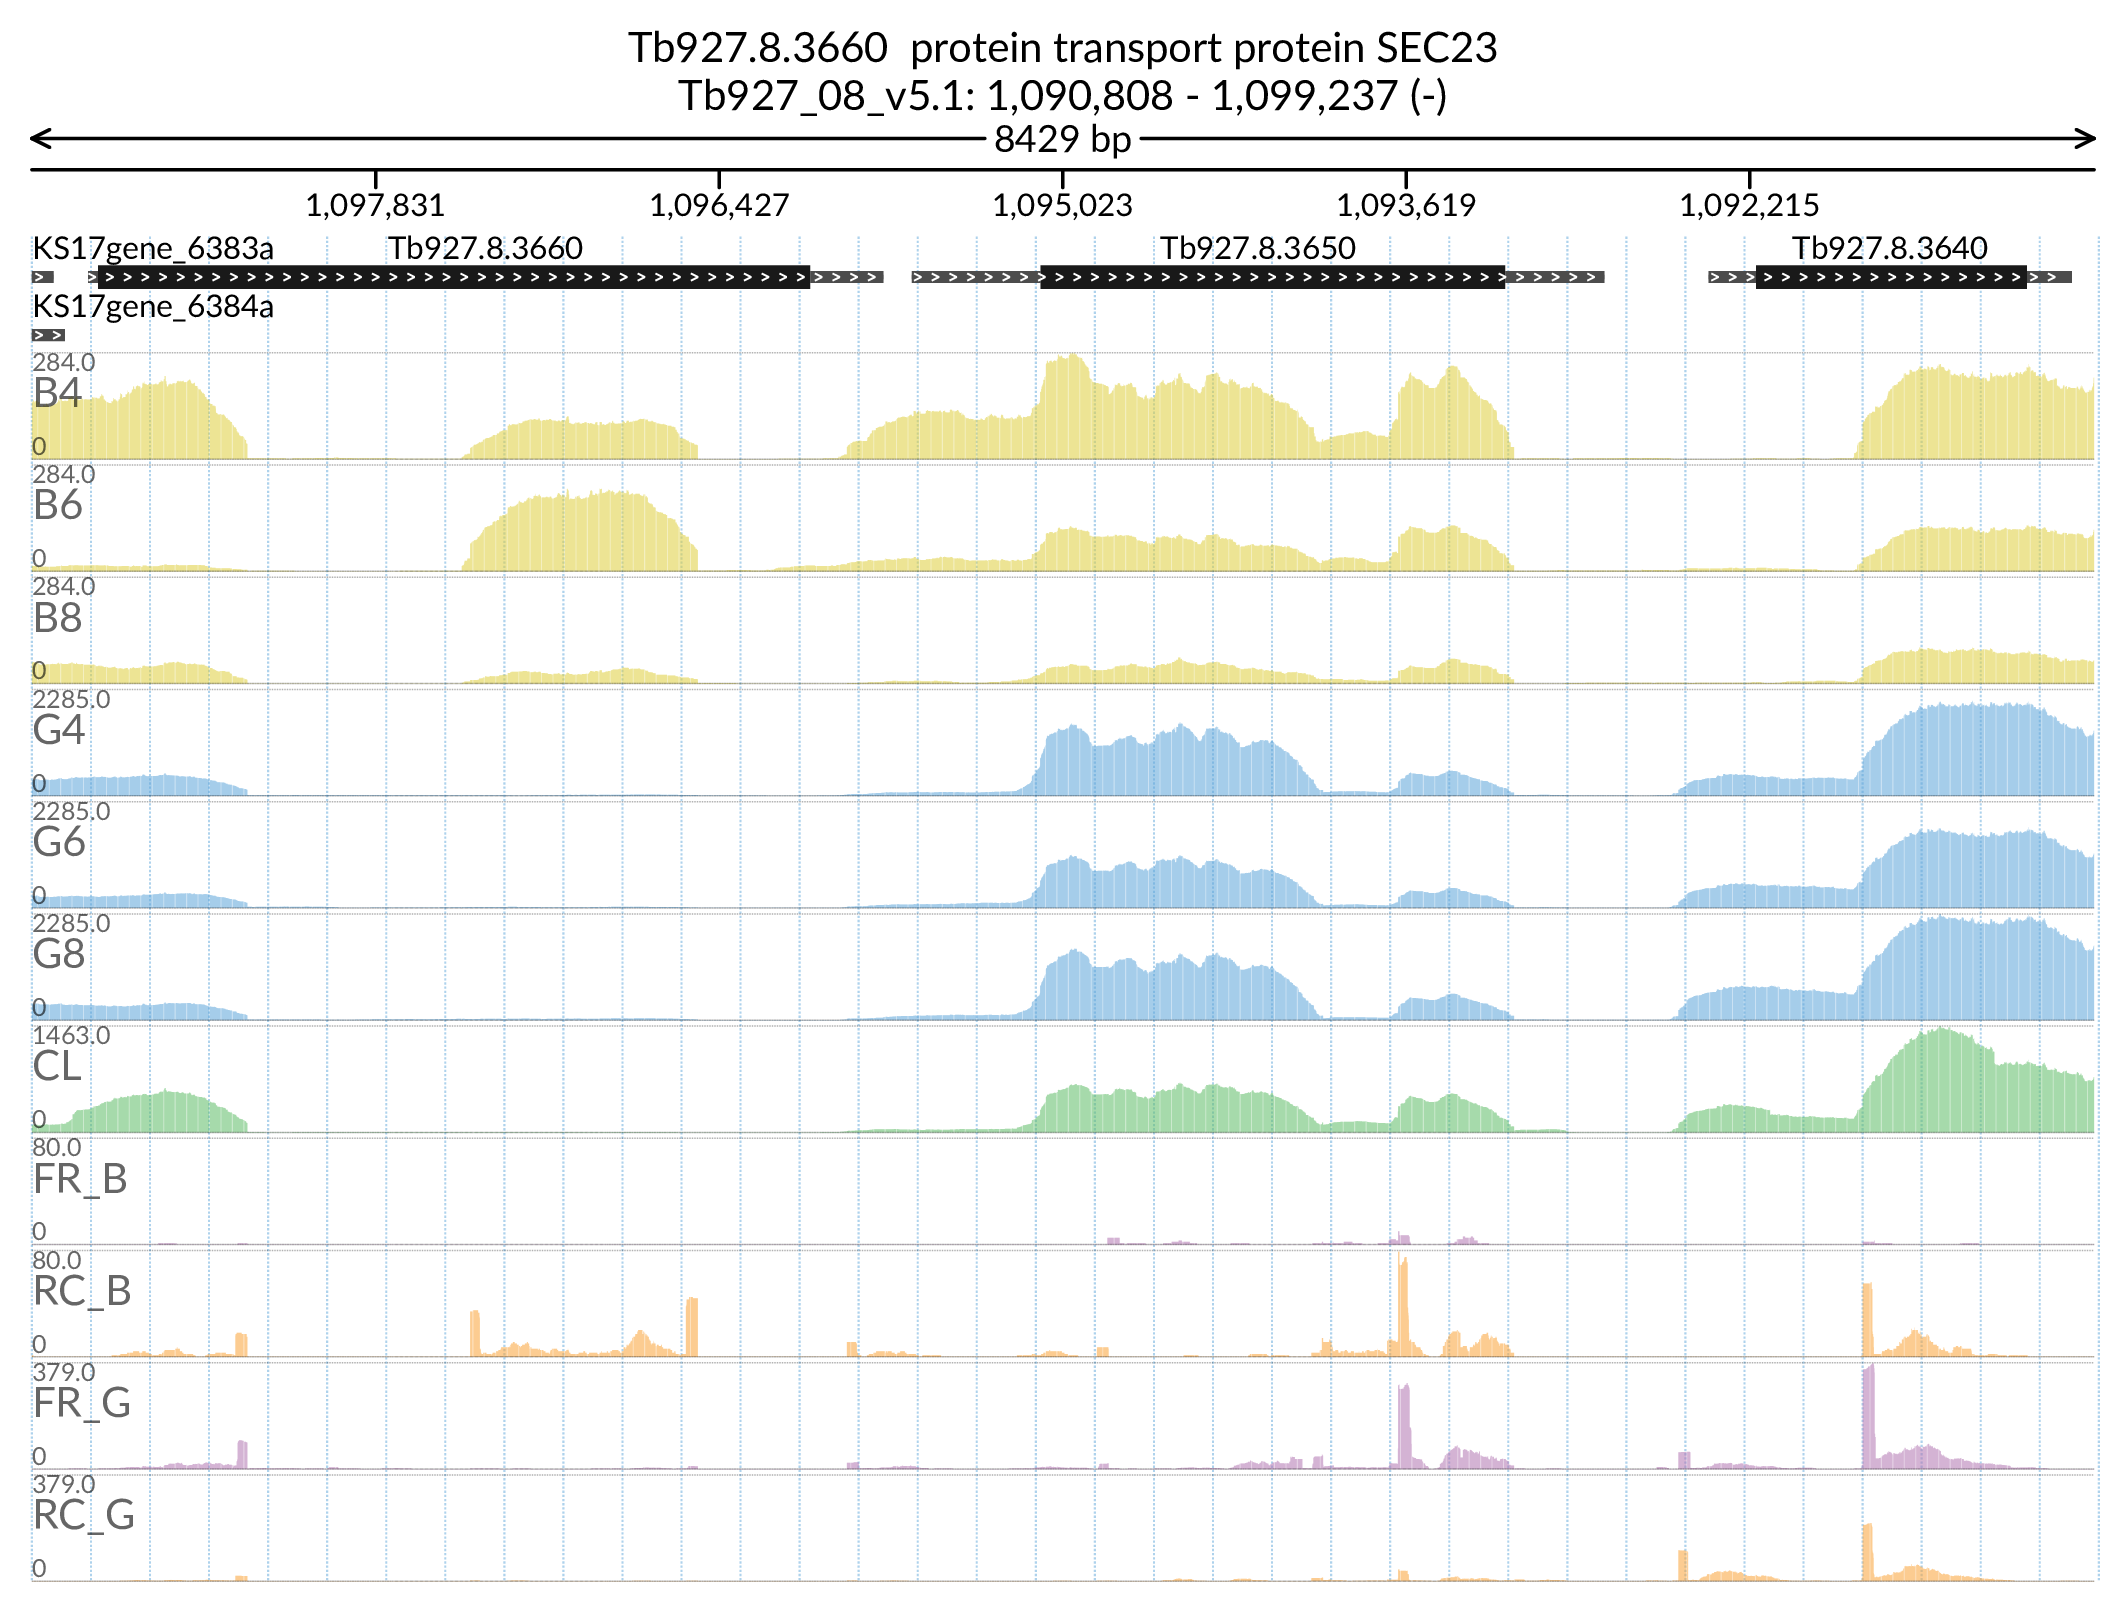 Tb927.8.3660  protein transport protein SEC23
Tb927_08_v5.1: 1,090,808 - 1,099,237 (-)
8429 bp
1,097,831 1,096,427 1,095,023 1,093,619 1,092,215
KS17gene_6383a Tb927.8.3660 Tb927.8.3650 Tb927.8.3640
KS17gene_6384a
284.0
B4
0
284.0
B6
0
284.0
B8
0
2285.0
G4
0
2285.0
G6
0
2285.0
G8
0
1463.0
CL
0
80.0
FR_B
0
80.0
RC_B
0
379.0
FR_G
0
379.0
RC_G
0